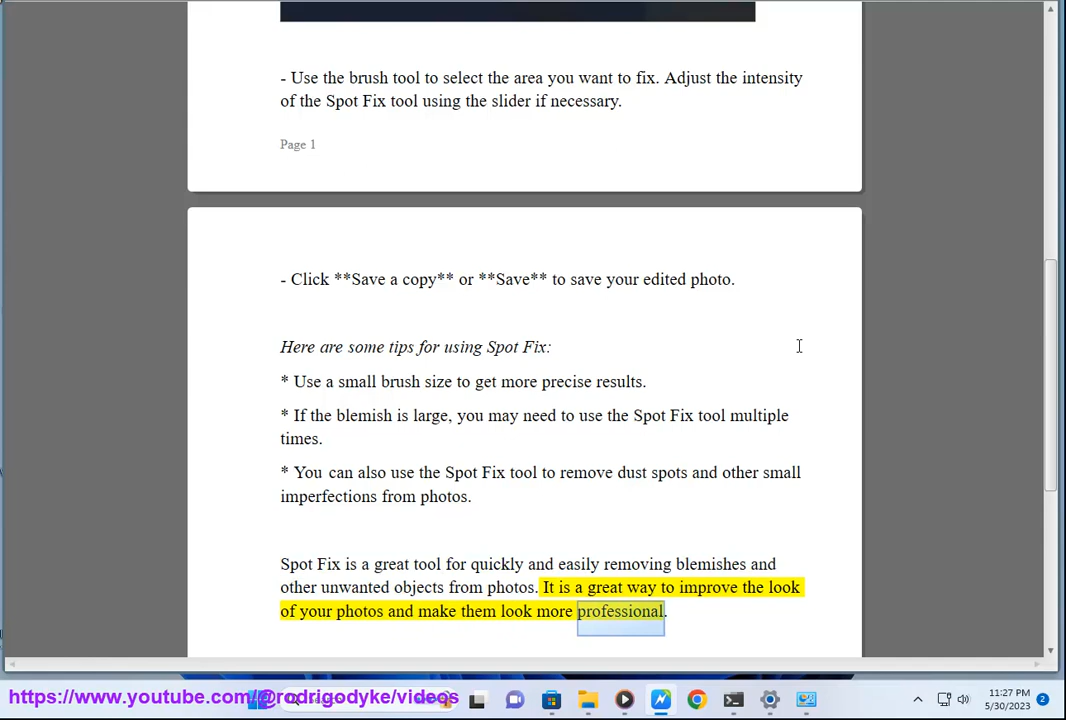 - Use the brush tool to select the area you want to fix. Adjust the intensity
of the Spot Fix tool using the slider if necessary.
Page 1
- Click **Save a copy** or **Save** to save your edited photo.
Here are some tips for using Spot Fix:
* Use a small brush size to get more precise results.
* If the blemish is large, you may need to use the Spot Fix tool multiple
times.
* You can also use the Spot Fix tool to remove dust spots and other small
imperfections from photos.
Spot Fix is a great tool for quickly and easily removing blemishes and
other unwanted objects from photos. It is a great way to improve the look
of your photos and make them look more professional.
https://www.youtube.com/@rodrigodyke/videos
11:27 PM
5/30/2023
2